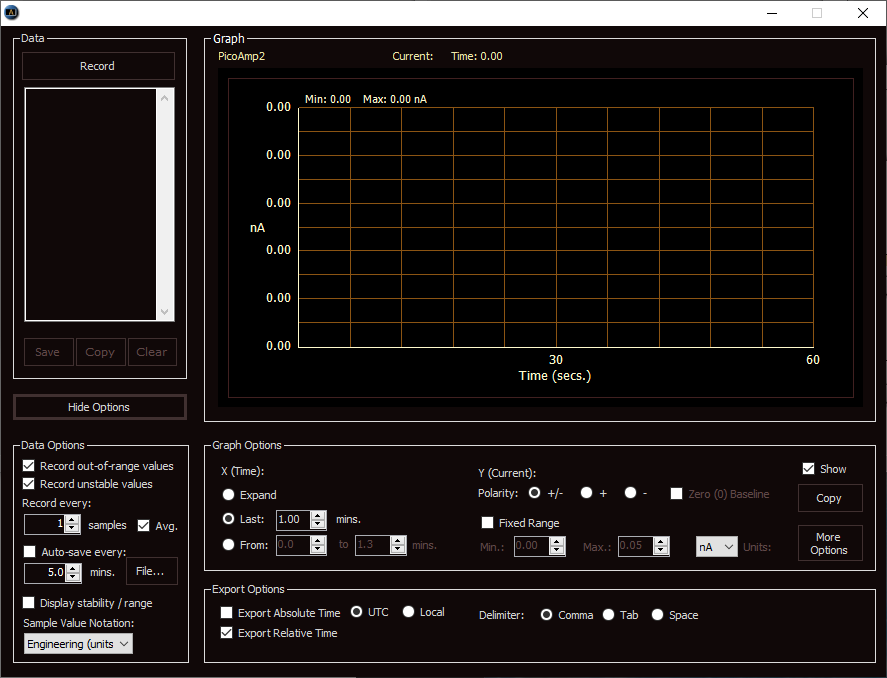 Data
Record
Save Copy Clear
Hide Options
Graph
PicoAmp2 Current: Time: 0.00
Min: 0.00 Max: 0.00 nA
0.00
0.00
0.00
nA
0.00
0.00
0.00
30 60
Time (secs.)
Data Options
Record out-of-range values
Record unstable values
Record every:
1 samples Avg.
Auto-save every:
5.0 mins. File...
Display stability / range
Sample Value Notation:
Engineering (units
Graph Options
X (Time):
Expand
Last: 1.00 mins.
From: 0.0 to 1.3 mins.
Y (Current):
Polarity: +/- + - Zero (0) Baseline
Fixed Range
Min.: 0.00 Max.: 0.05 nA Units:
Show
Copy
More
Options
Export Options
Export Absolute Time UTC Local
Export Relative Time
Delimiter: Comma Tab Space